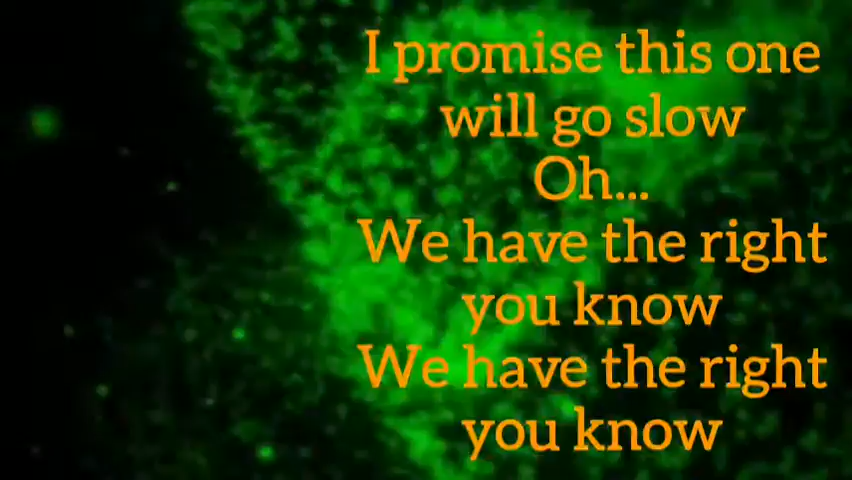 I promise this one
will go slow
Oh...
We have the right
you know
We have the right
you know